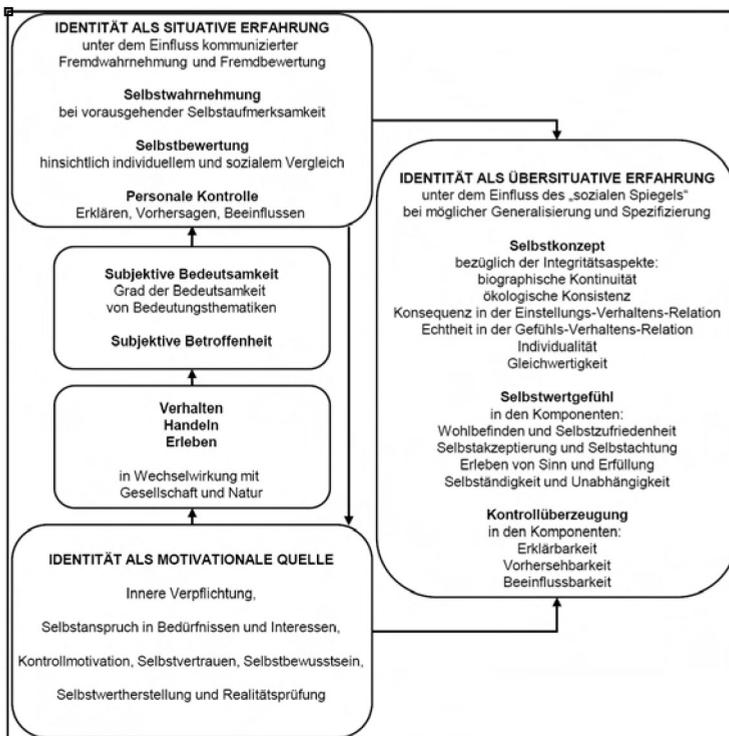 IDENTITÄT ALS SITUATIVE ERFAHRUNG
unter dem Einfluss kommunizierter
Fremdwahrnehmung und Fremdbewertung
Selbstwahrnehmung
bei vorausgehender Selbstaufmerksamkeit
Selbstbewertung
hinsichtlich individuellem und sozialem Vergleich
Personale Kontrolle
Erklären, Vorhersagen, Beeinflussen
Subjektive Bedeutsamkeit
Grad der Bedeutsamkeit
von Bedeutungsthematiken
Subjektive Betroffenheit
Verhalten
Handeln
Erleben
in Wechselwirkung mit
Gesellschaft und Natur
IDENTITÄT ALS MOTIVATIONALE QUELLE
Innere Verpflichtung,
Selbstanspruch in Bedürfnissen und Interessen,
Kontrollmotivation, Selbstvertrauen, Selbstbewusstsein,
Selbstwertherstellung und Realitätsprüfung
IDENTITÄT ALS ÜBERSITUATIVE ERFAHRUNG
unter dem Einfluss des „sozialen Spiegels“
bei möglicher Generalisierung und Spezifizierung
Selbstkonzept
bezüglich der Integritätsaspekte:
biographische Kontinuität
ökologische Konsistenz
Konsequenz in der Einstellungs-Verhaltens-Relation
Echtheit in der Gefühls-Verhaltens-Relation
Individualität
Gleichwertigkeit
Selbstwertgefühl
in den Komponenten:
Wohlbefinden und Selbstzufriedenheit
Selbstakzeptierung und Selbstachtung
Erleben von Sinn und Erfüllung
Selbständigkeit und Unabhängigkeit
Kontrollüberzeugung
in den Komponenten:
Erklärbarkeit
Vorhersehbarkeit
Beeinflussbarkeit